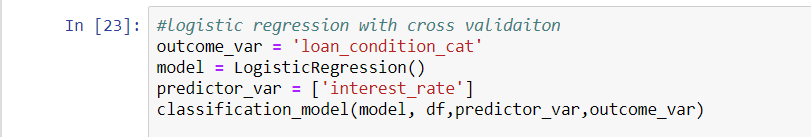 In [23]: #logistic regression with cross validaiton
outcome_var = 'loan_condition_cat'
model = LogisticRegression()
predictor_var = ['interest_rate']
classification_model(model, df,predictor_var,outcome_var)